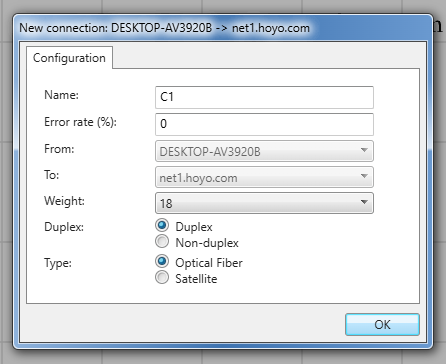 New connection: DESKTOP-AV3920B -> net1.hoyo.com
Configuration
Name: C1
Error rate (%): 0
From: DESKTOP-AV3920B
To: net1.hoyo.com
Weight: 18
Duplex: Duplex
Non-duplex
Type: Optical Fiber
Satellite
OK